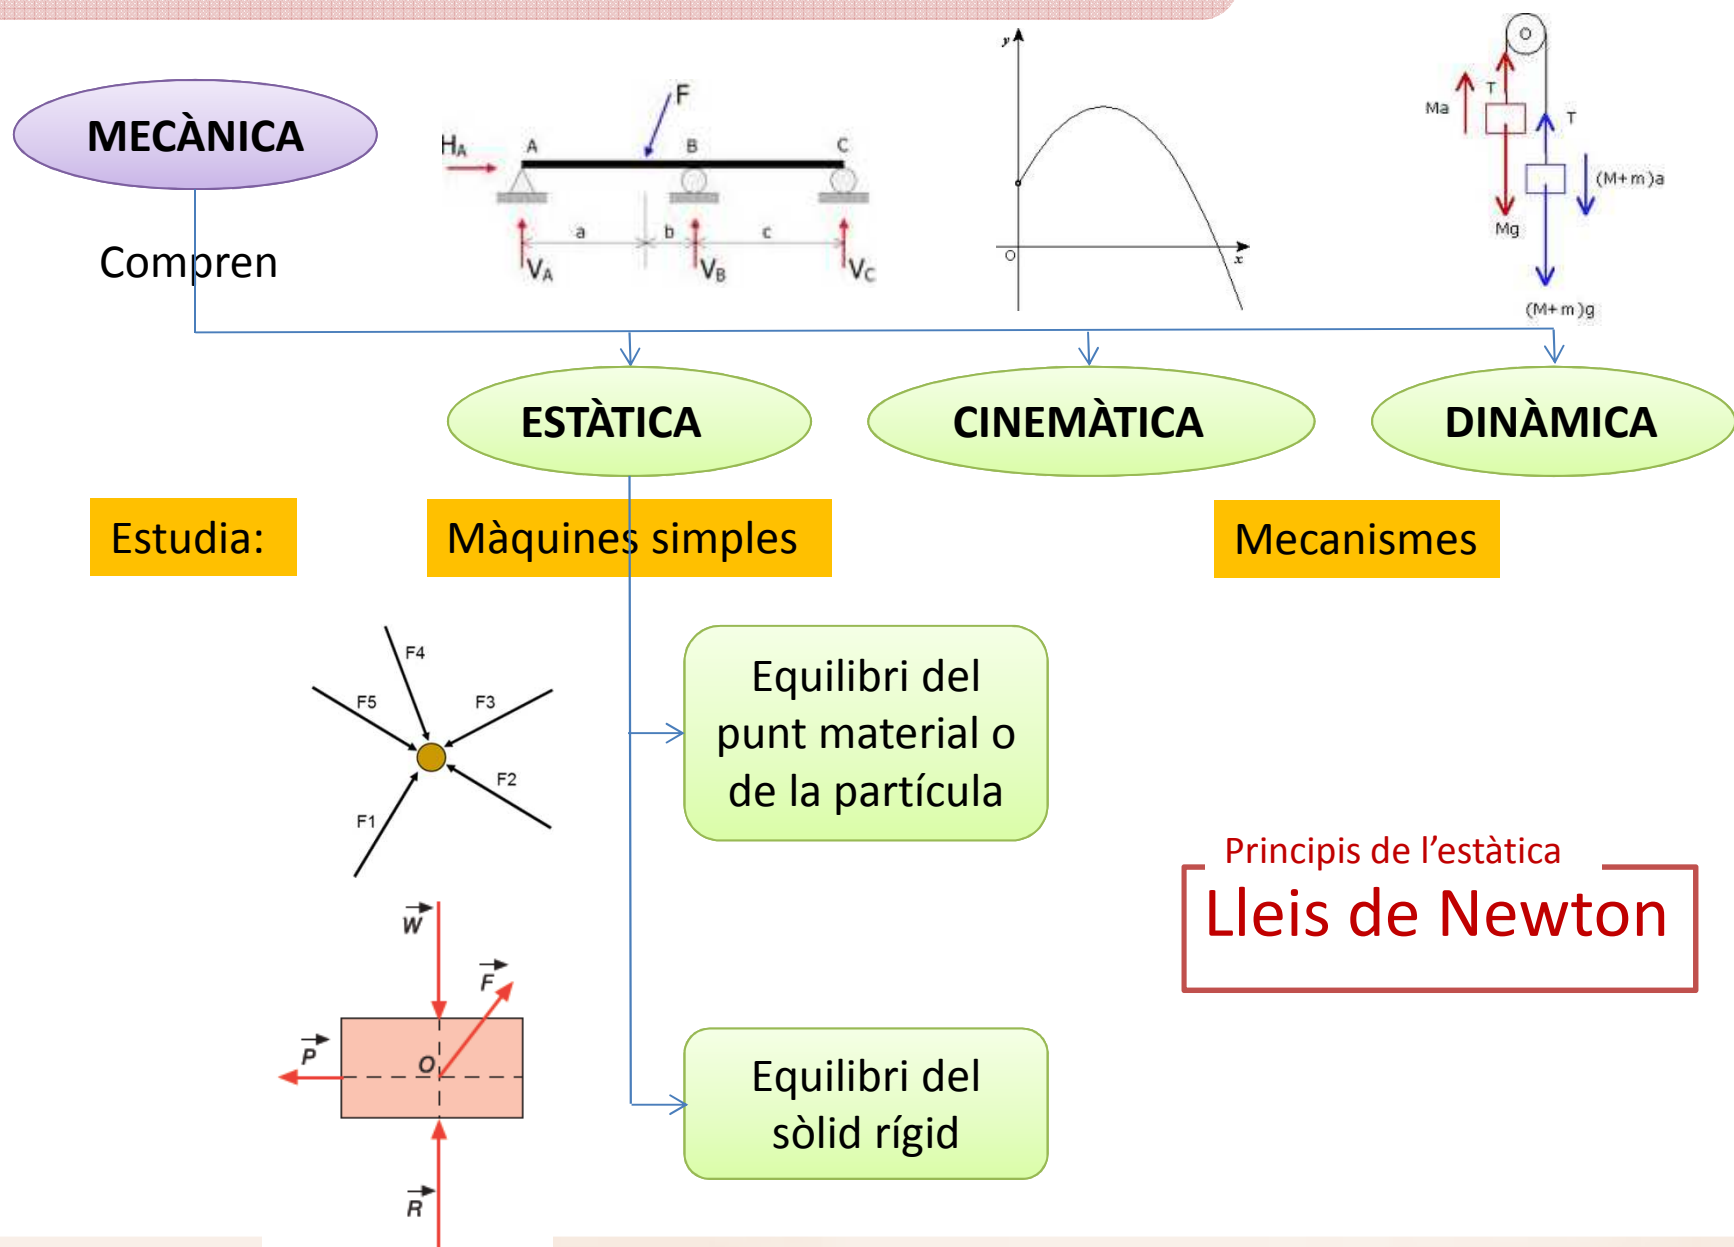 MECÀNICA
Compren
F
HA
A
B
C
a
b
c
VA
VB
VC
y
O
x
O
T
Ma
T
(M+m)a
Mg
(M+m)g
ESTÀTICA
CINEMÀTICA
DINÀMICA
Estudia:
Màquines simples
Mecanismes
F4
F5
F3
F2
F1
Equilibri del
punt material o
de la partícula
Principis de l’estàtica
Lleis de Newton
W
F
P
O
R
Equilibri del
sòlid rígid